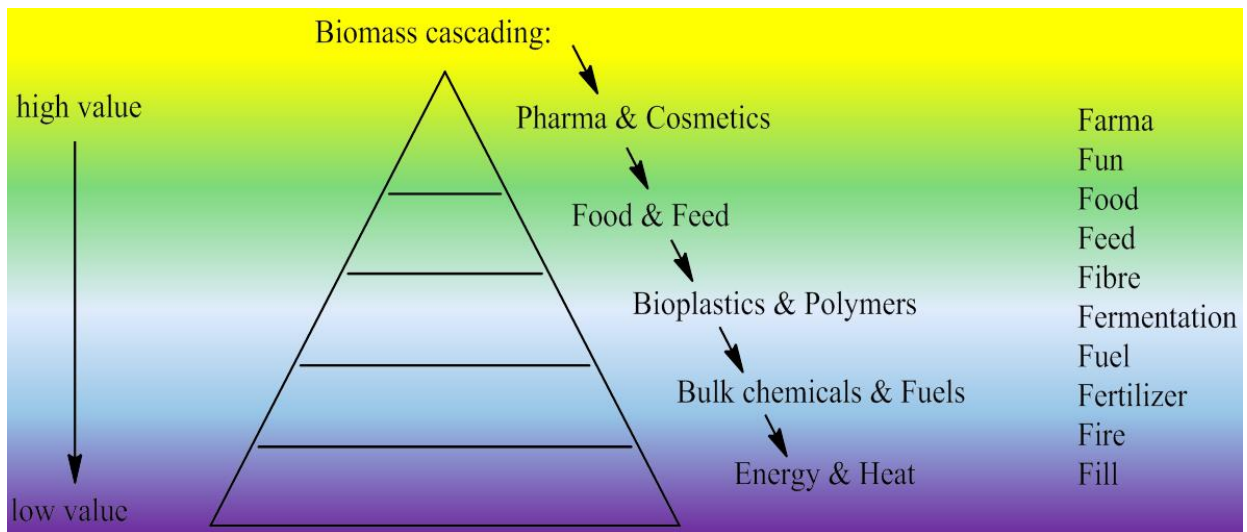 Biomass cascading:
high value
low value
Pharma & Cosmetics
Food & Feed
Bioplastics & Polymers
Bulk chemicals & Fuels
Energy & Heat
Farma
Fun
Food
Feed
Fibre
Fermentation
Fuel
Fertilizer
Fire
Fill